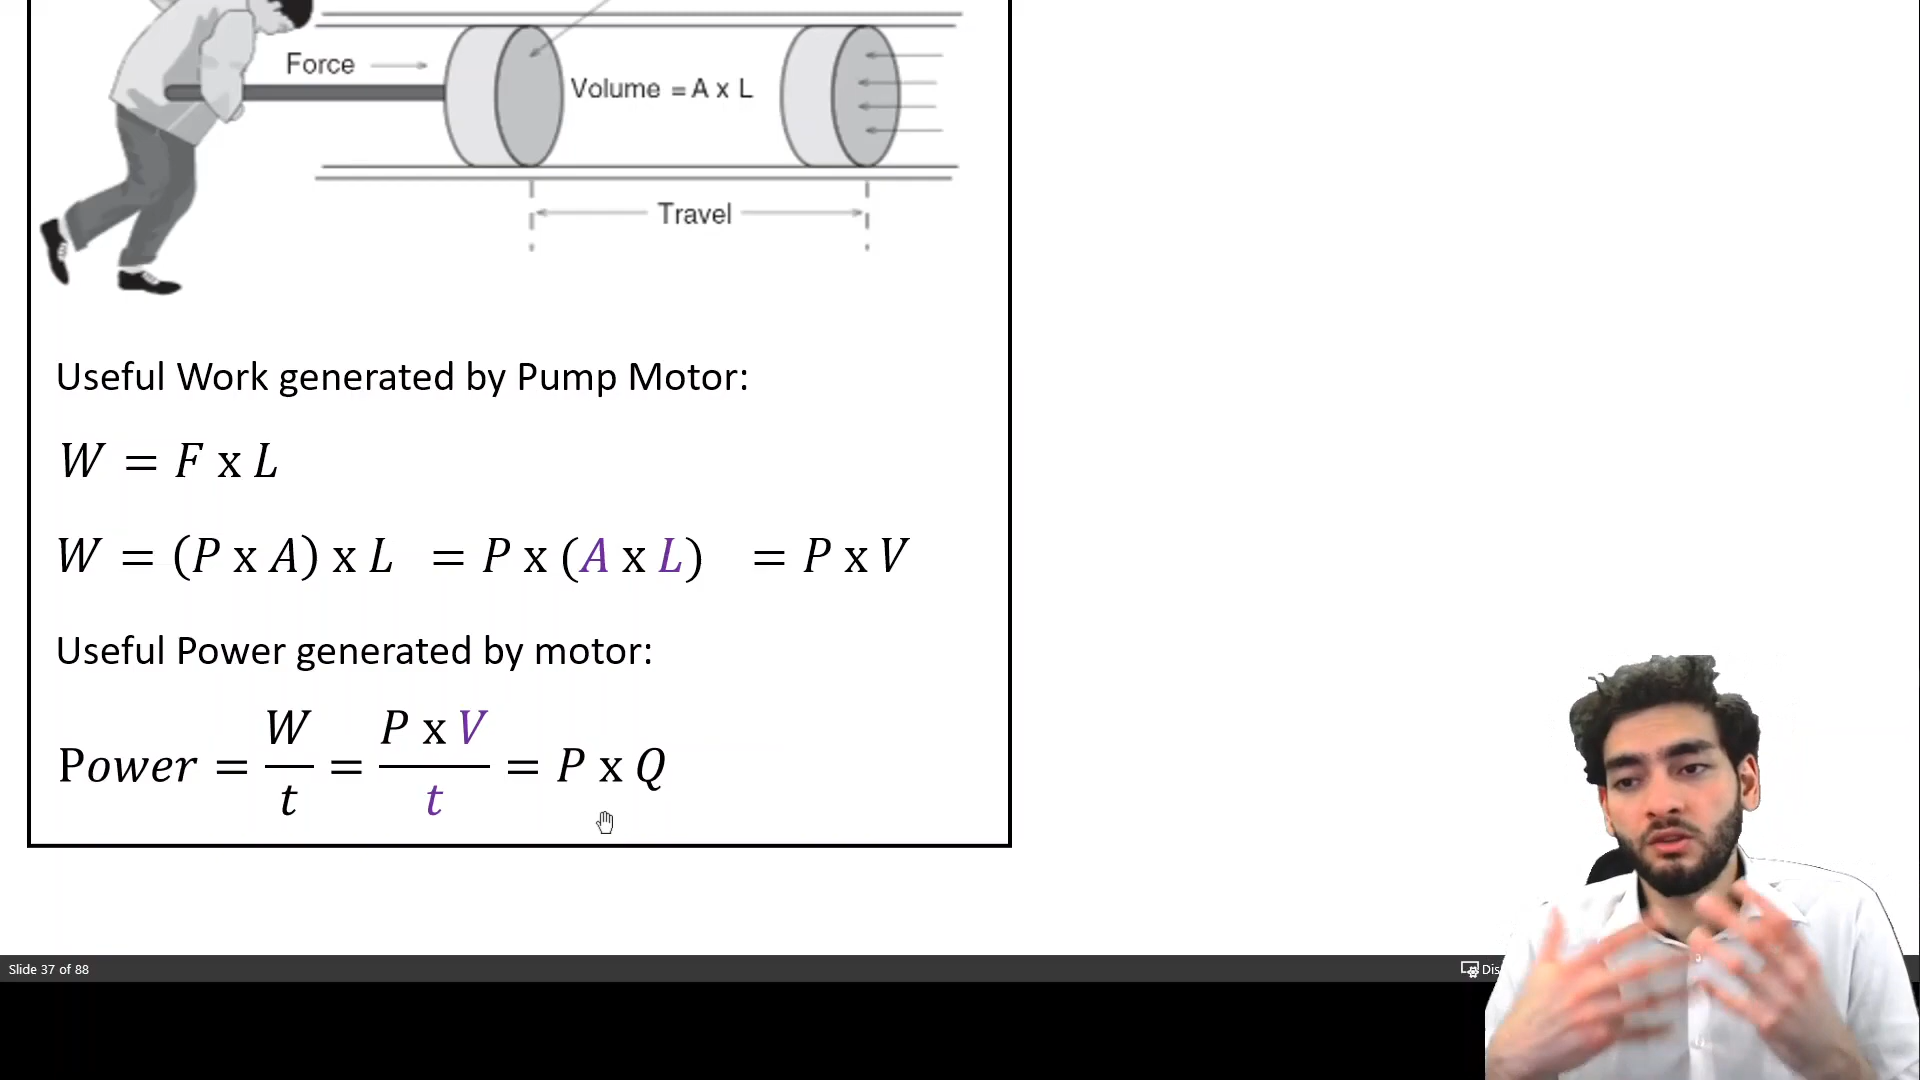 Force
Volume = A x L
Travel
Useful Work generated by Pump Motor:
W = F x L
W = (P x A) x L = P x (A x L) = P x V
Useful Power generated by motor:
Power = W/t = P x V/t = P x Q
Slide 37 of 88